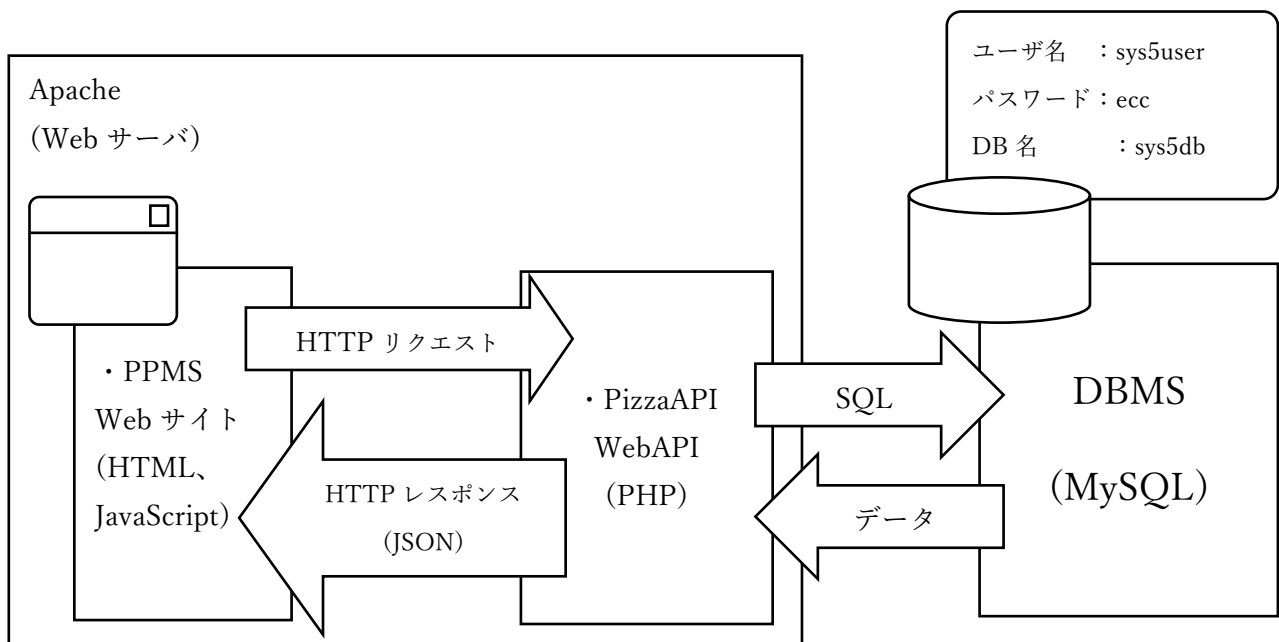 ユーザ名　：sys5user
パスワード：ecc
DB 名　　　：sys5db
Apache
(Web サーバ)
・PPMS
Web サイト
(HTML、
JavaScript)
HTTP リクエスト
HTTP レスポンス
(JSON)
・PizzaAPI
WebAPI
(PHP)
SQL
データ
DBMS
(MySQL)